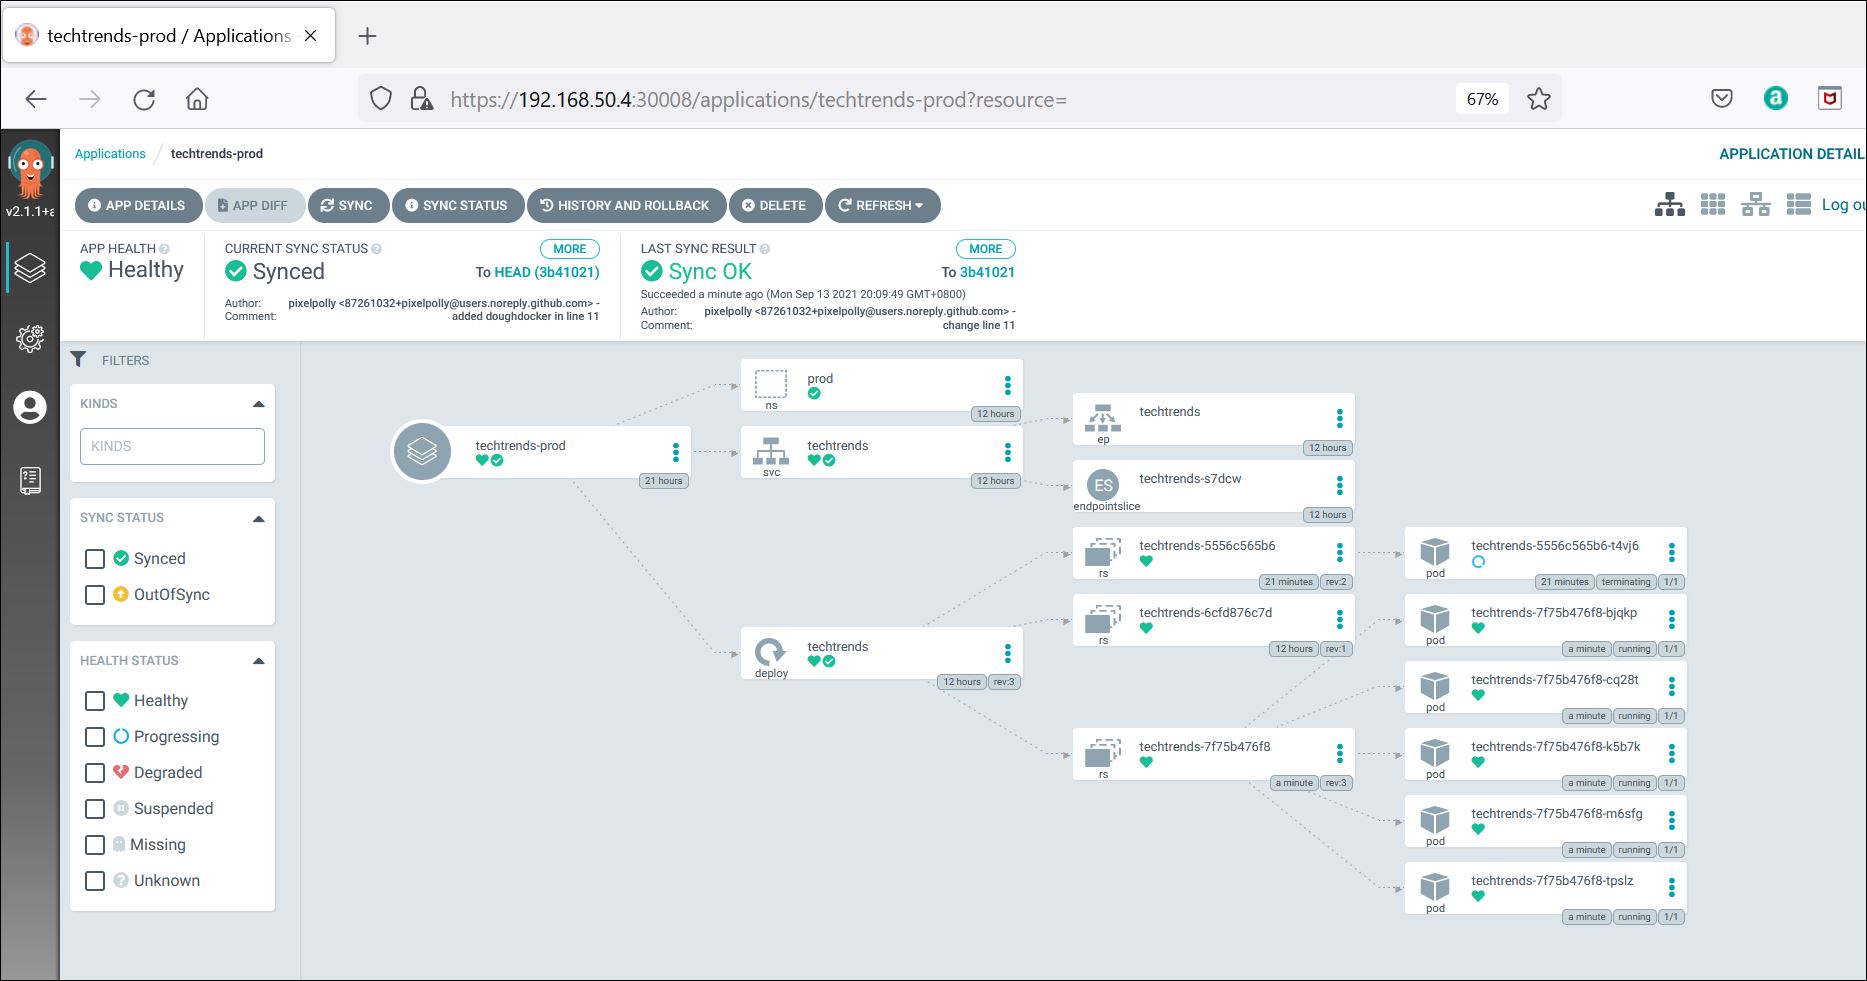 techtrends-prod / Applications
https://192.168.50.4:30008/applications/techtrends-prod?resource=
67%
Applications / techtrends-prod
APPLICATION DETAIL
v2.1.1+a
APP DETAILS
APP DIFF
SYNC
SYNC STATUS
HISTORY AND ROLLBACK
DELETE
REFRESH
Log ou
APP HEALTH
Healthy
CURRENT SYNC STATUS
MORE
Synced
To HEAD (3b41021)
Author: pixelpolly <87261032+pixelpolly@users.noreply.github.com> -
Comment: added doughdocker in line 11
LAST SYNC RESULT
MORE
Sync OK
To 3b41021
Succeeded a minute ago (Mon Sep 13 2021 20:09:49 GMT+0800)
Author: pixelpolly <87261032+pixelpolly@users.noreply.github.com> -
Comment: change line 11
FILTERS
KINDS
KINDS
SYNC STATUS
Synced
OutOfSync
HEALTH STATUS
Healthy
Progressing
Degraded
Suspended
Missing
Unknown
techtrends-prod
21 hours
prod
ns
12 hours
techtrends
svc
12 hours
techtrends
deploy
12 hours
rev:3
techtrends
ep
12 hours
ES
techtrends-s7dcw
endpointslice
12 hours
techtrends-5556c565b6
rs
21 minutes
rev:2
techtrends-6cfd876c7d
rs
12 hours
rev:1
techtrends-7f75b476f8
rs
a minute
rev:3
techtrends-5556c565b6-t4vj6
pod
21 minutes
terminating
1/1
techtrends-7f75b476f8-bjqkp
pod
a minute
running
1/1
techtrends-7f75b476f8-cq28t
pod
a minute
running
1/1
techtrends-7f75b476f8-k5b7k
pod
a minute
running
1/1
techtrends-7f75b476f8-m6sfg
pod
a minute
running
1/1
techtrends-7f75b476f8-tpslz
pod
a minute
running
1/1